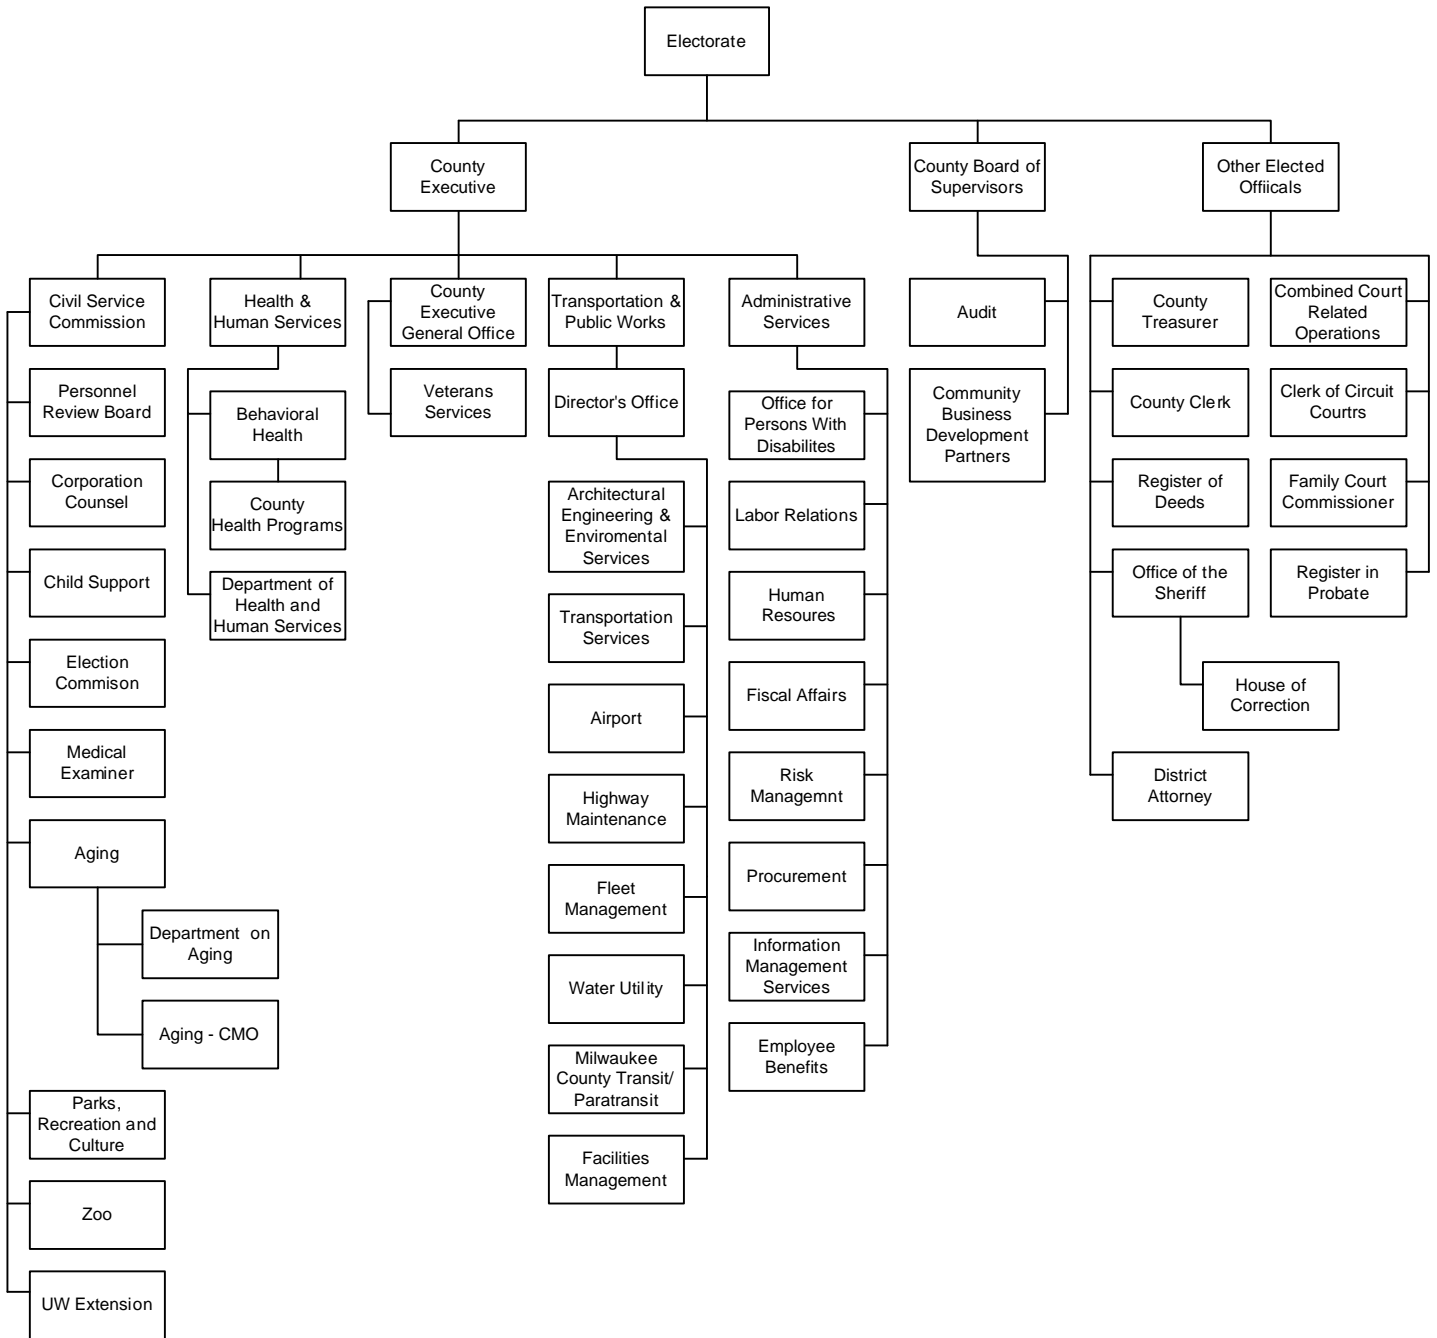 Electorate
County
Executive
County Board of
Supervisors
Other Elected
Offiicals
Civil Service
Commission
Health &
Human Services
County
Executive
General Office
Transportation &
Public Works
Administrative
Services
Audit
County
Treasurer
Combined Court
Related
Operations
Personnel
Review Board
Behavioral
Health
Veterans
Services
Director's Office
Office for
Persons With
Disabilites
Community
Business
Development
Partners
County Clerk
Clerk of Circuit
Courtrs
Corporation
Counsel
County
Health Programs
Architectural
Engineering &
Enviromental
Services
Labor Relations
Register of
Deeds
Family Court
Commissioner
Child Support
Department of
Health and
Human Services
Transportation
Services
Human
Resoures
Office of the
Sheriff
Register in
Probate
Election
Commison
Airport
Fiscal Affairs
House of
Correction
Medical
Examiner
Highway
Maintenance
Risk
Managemnt
District
Attorney
Aging
Fleet
Management
Procurement
Department on
Aging
Water Utility
Information
Management
Services
Aging - CMO
Milwaukee
County Transit/
Paratransit
Employee
Benefits
Parks,
Recreation and
Culture
Facilities
Management
Zoo
UW Extension